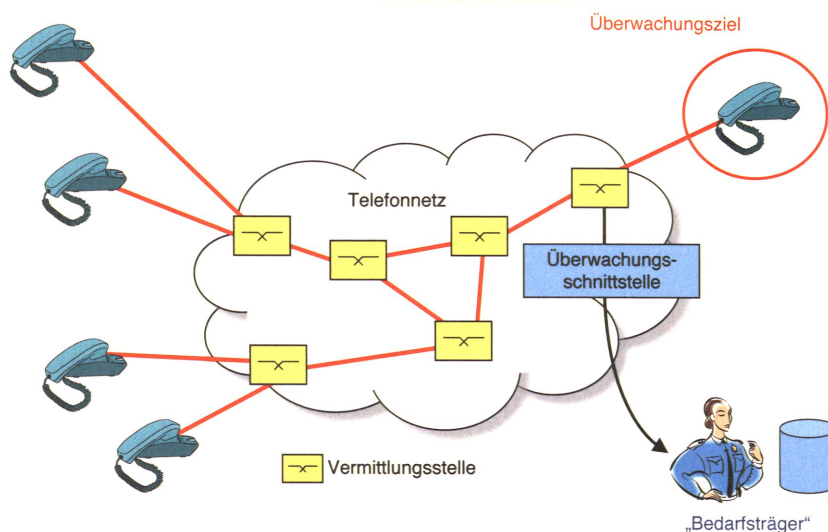 Überwachungsziel
Telefonnetz
Überwachungs-
schnittstelle
Vermittlungsstelle
„Bedarfsträger“